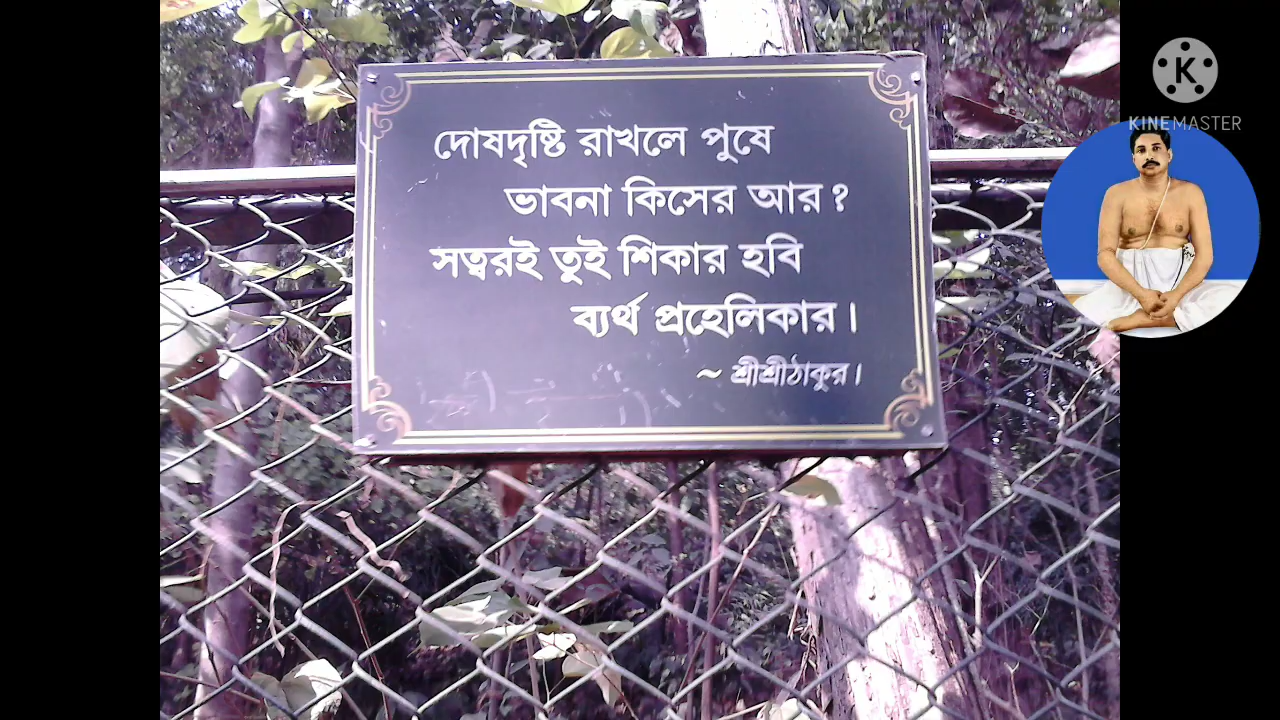 দোষদৃষ্টি রাখলে পুষে
ভাবনা কিসের আর?
সত্বরই তুই শিকার হবি
ব্যর্থ প্রহেলিকার।
~ শ্রীশ্রীঠাকুর।
KINEMASTER